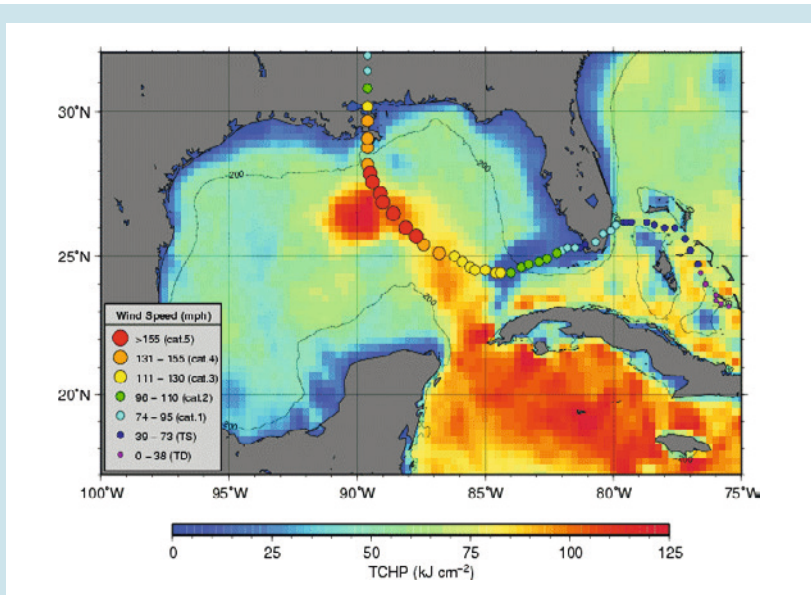 30˚N
25˚N
20˚N
200
200
200
Wind Speed (mph)
>155 (cat.5)
131 – 155 (cat.4)
111 – 130 (cat.3)
96 – 110 (cat.2)
74 – 95 (cat.1)
39 – 73 (TS)
0 – 38 (TD)
100˚W 95˚W 90˚W 85˚W 80˚W 75˚W
0 25 50 75 100 125
TCHP (kJ cm⁻²)